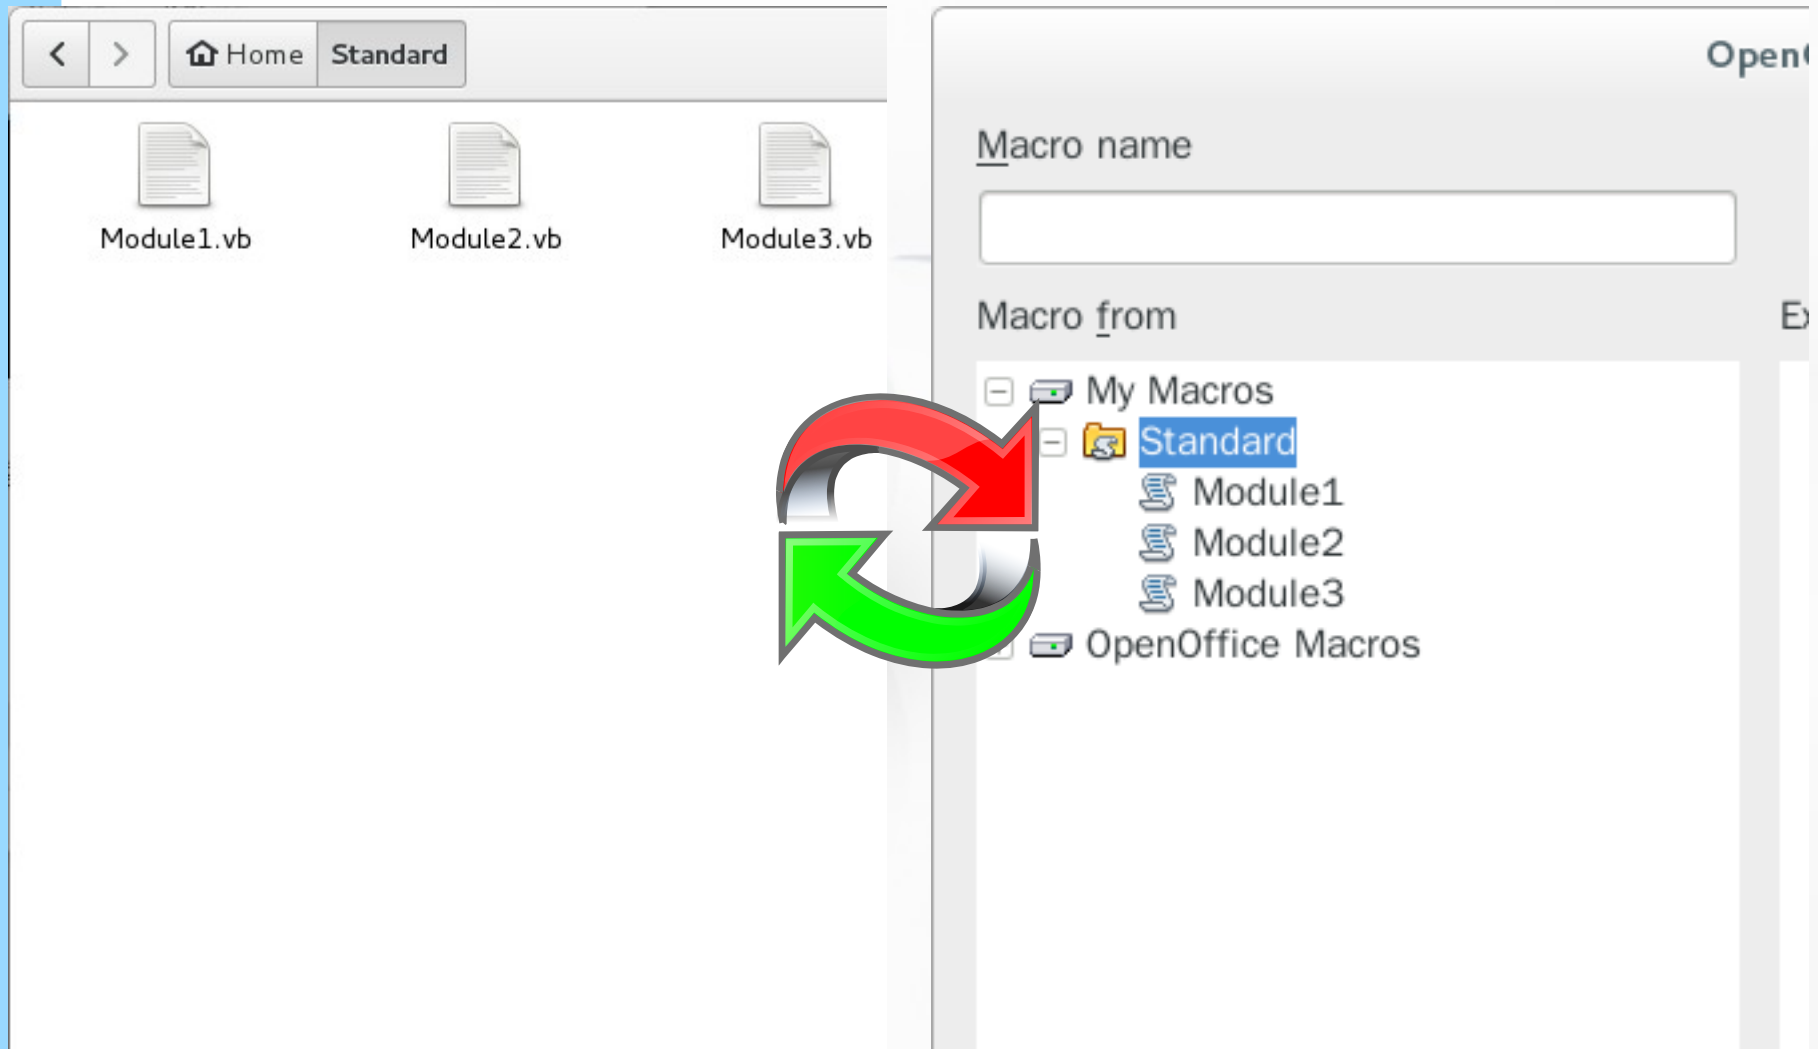 Home Standard
Module1.vb Module2.vb Module3.vb
Macro name
Macro from
My Macros
Standard
Module1
Module2
Module3
OpenOffice Macros